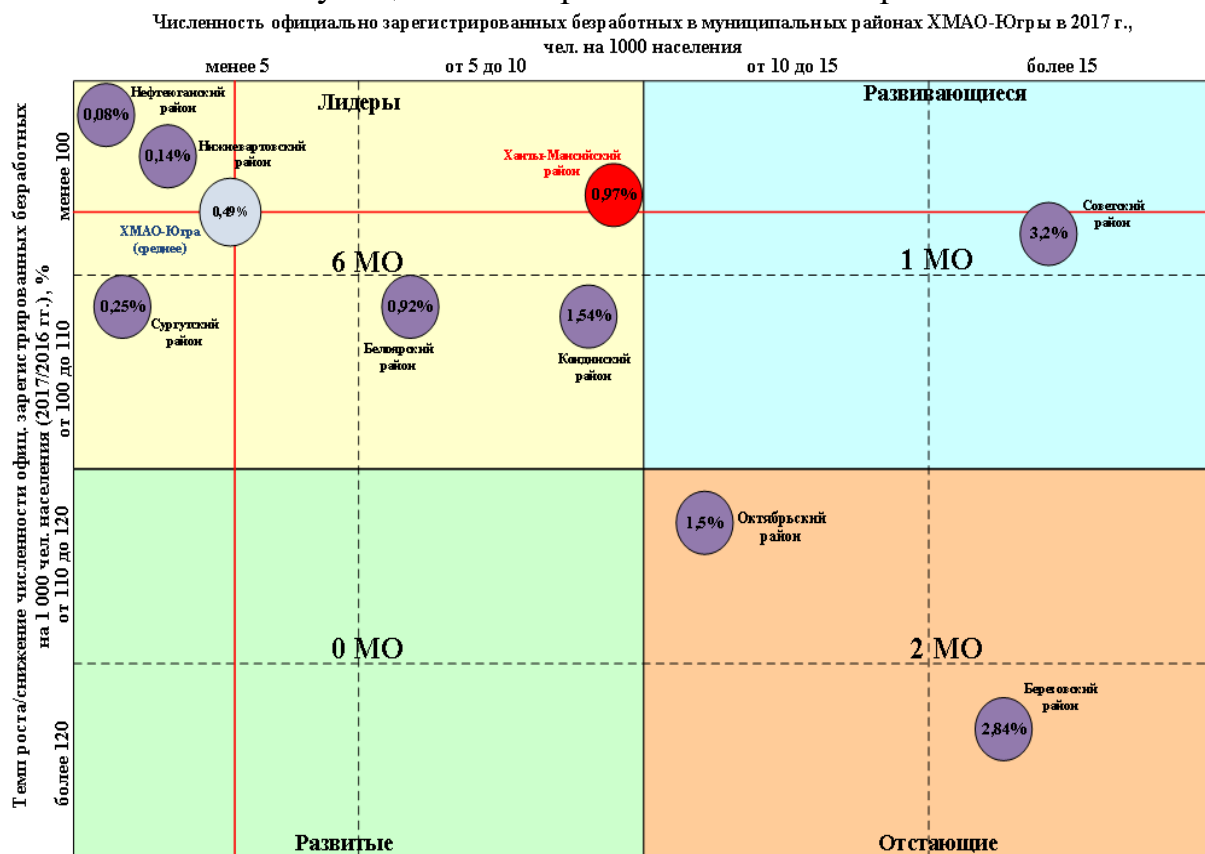 Численность официально зарегистрированных безработных в муниципальных районах ХМАО-Югры в 2017 г.,
чел. на 1000 населения
менее 5
от 5 до 10
от 10 до 15
более 15
Темп роста/снижение численности офиц. зарегистрированных безработных
на 1 000 чел. населения (2017/2016 гг.), %
менее 100
от 100 до 110
от 110 до 120
более 120
Лидеры
Развивающиеся
Нефтеюганский
район
0,08%
0,14%
Нижневартовский
район
0,49%
ХМАО-Югра
(среднее)
Ханты-Мансийский
район
0,97%
Советский
район
3,2%
6 МО
1 МО
0,25%
Сургутский
район
0,92%
Белоярский
район
1,54%
Кондинский
район
1,5%
Октябрьский
район
0 МО
2 МО
Березовский
район
2,84%
Развитые
Отстающие